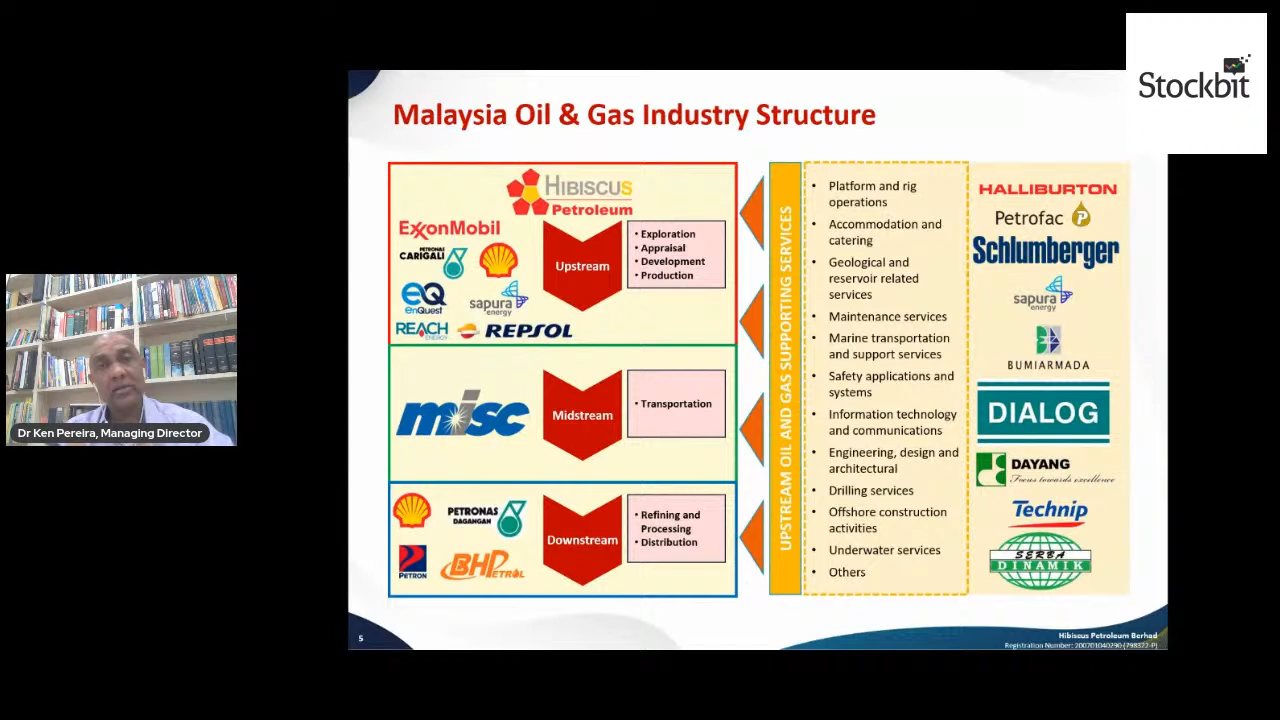 Stockbit
Malaysia Oil & Gas Industry Structure
HIBISCUS
Petroleum
ExxonMobil
PETRONAS
CARIGALI
EQ
EnQuest
sapura
energy
REACH
ENERGY
REPSOL
Upstream
• Exploration
• Appraisal
• Development
• Production
misc
Midstream
• Transportation
PETRONAS
DAGANGAN
PETRON
BHPetrol
Downstream
• Refining and
Processing
• Distribution
UPSTREAM OIL AND GAS SUPPORTING SERVICES
• Platform and rig
operations
• Accommodation and
catering
• Geological and
reservoir related
services
• Maintenance services
• Marine transportation
and support services
• Safety applications and
systems
• Information technology
and communications
• Engineering, design and
architectural
• Drilling services
• Offshore construction
activities
• Underwater services
• Others
HALLIBURTON
Petrofac
Schlumberger
sapura
energy
BUMIARMADA
DIALOG
DAYANG
Focus towards excellence
Technip
SERBA
DINAMIK
Dr Ken Pereira, Managing Director
5
Hibiscus Petroleum Berhad
Registration Number: 200701040290 (798322-P)